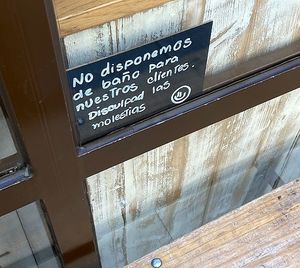 No disponemos
de baño para
nuestros clientes.
Disculpad las
molestias